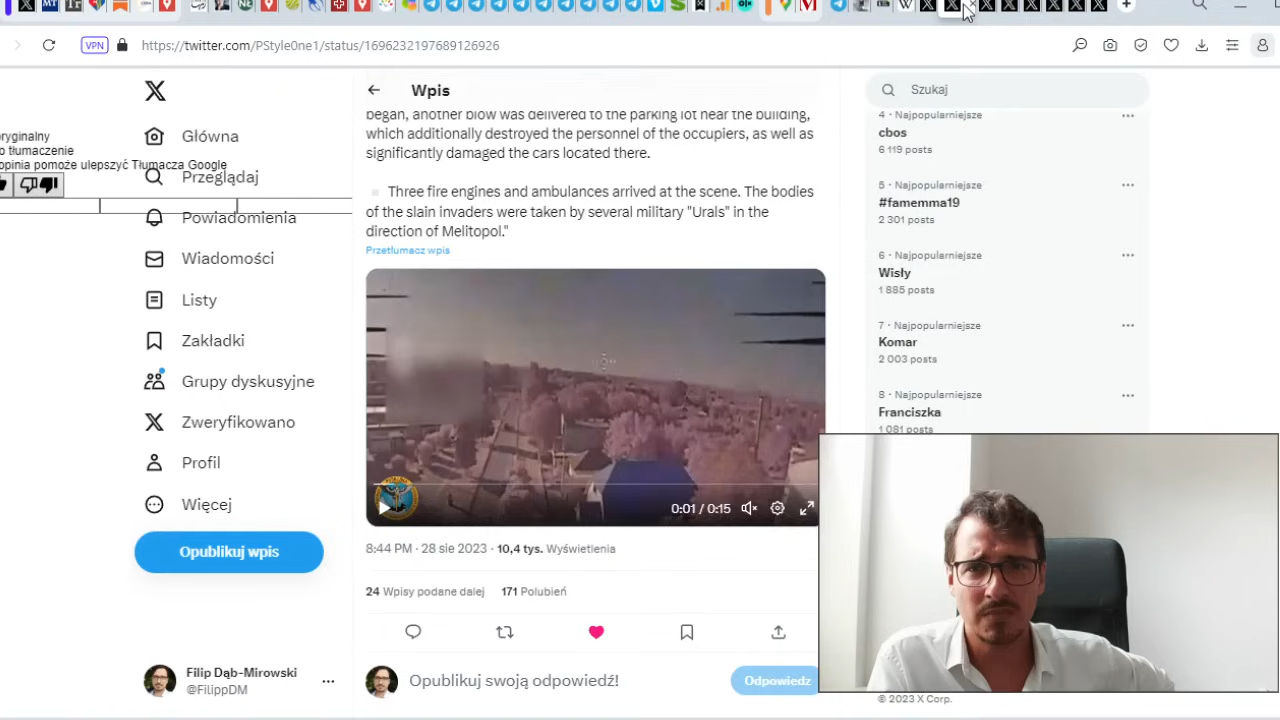 VPN
https://twitter.com/PStyle0ne1/status/1696232197689126926
ryginalny
o tłumaczenie
opinia pomoże ulepszyć Tłumacza Google
Główna
Przeglądaj
Powiadomienia
Wiadomości
Listy
Zakładki
Grupy dyskusyjne
Zweryfikowano
Profil
Więcej
Opublikuj wpis
Filip Dąb-Mirowski
@FilippDM
Wpis
began, another blow was delivered to the parking lot near the building,
which additionally destroyed the personnel of the occupiers, as well as
significantly damaged the cars located there.
Three fire engines and ambulances arrived at the scene. The bodies
of the slain invaders were taken by several military "Urals" in the
direction of Melitopol."
Przetłumacz wpis
0:01 / 0:15
8:44 PM · 28 sie 2023 · 10,4 tys. Wyświetlenia
24 Wpisy podane dalej 171 Polubień
Opublikuj swoją odpowiedź!
Odpowiedz
Szukaj
4 · Najpopularniejsze
cbos
6 119 posts
5 · Najpopularniejsze
#famemma19
2 301 posts
6 · Najpopularniejsze
Wisły
1 885 posts
7 · Najpopularniejsze
Komar
2 003 posts
8 · Najpopularniejsze
Franciszka
1 081 posts
© 2023 X Corp.